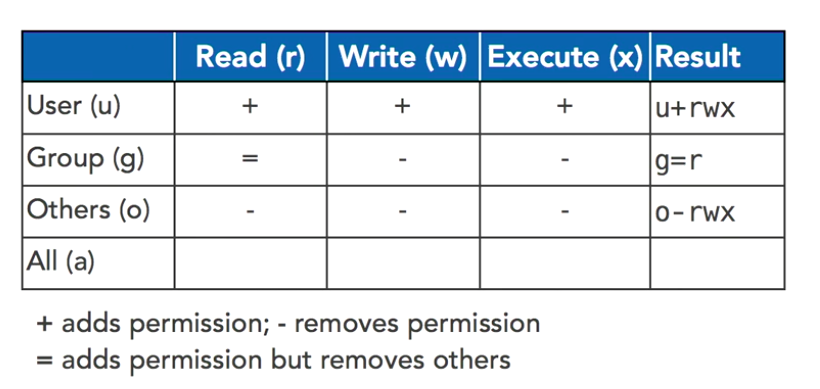 Read (r) Write (w) Execute (x) Result
User (u) + + + u+rwx
Group (g) = - - g=r
Others (o) - - - o-rwx
All (a)
+ adds permission; - removes permission
= adds permission but removes others